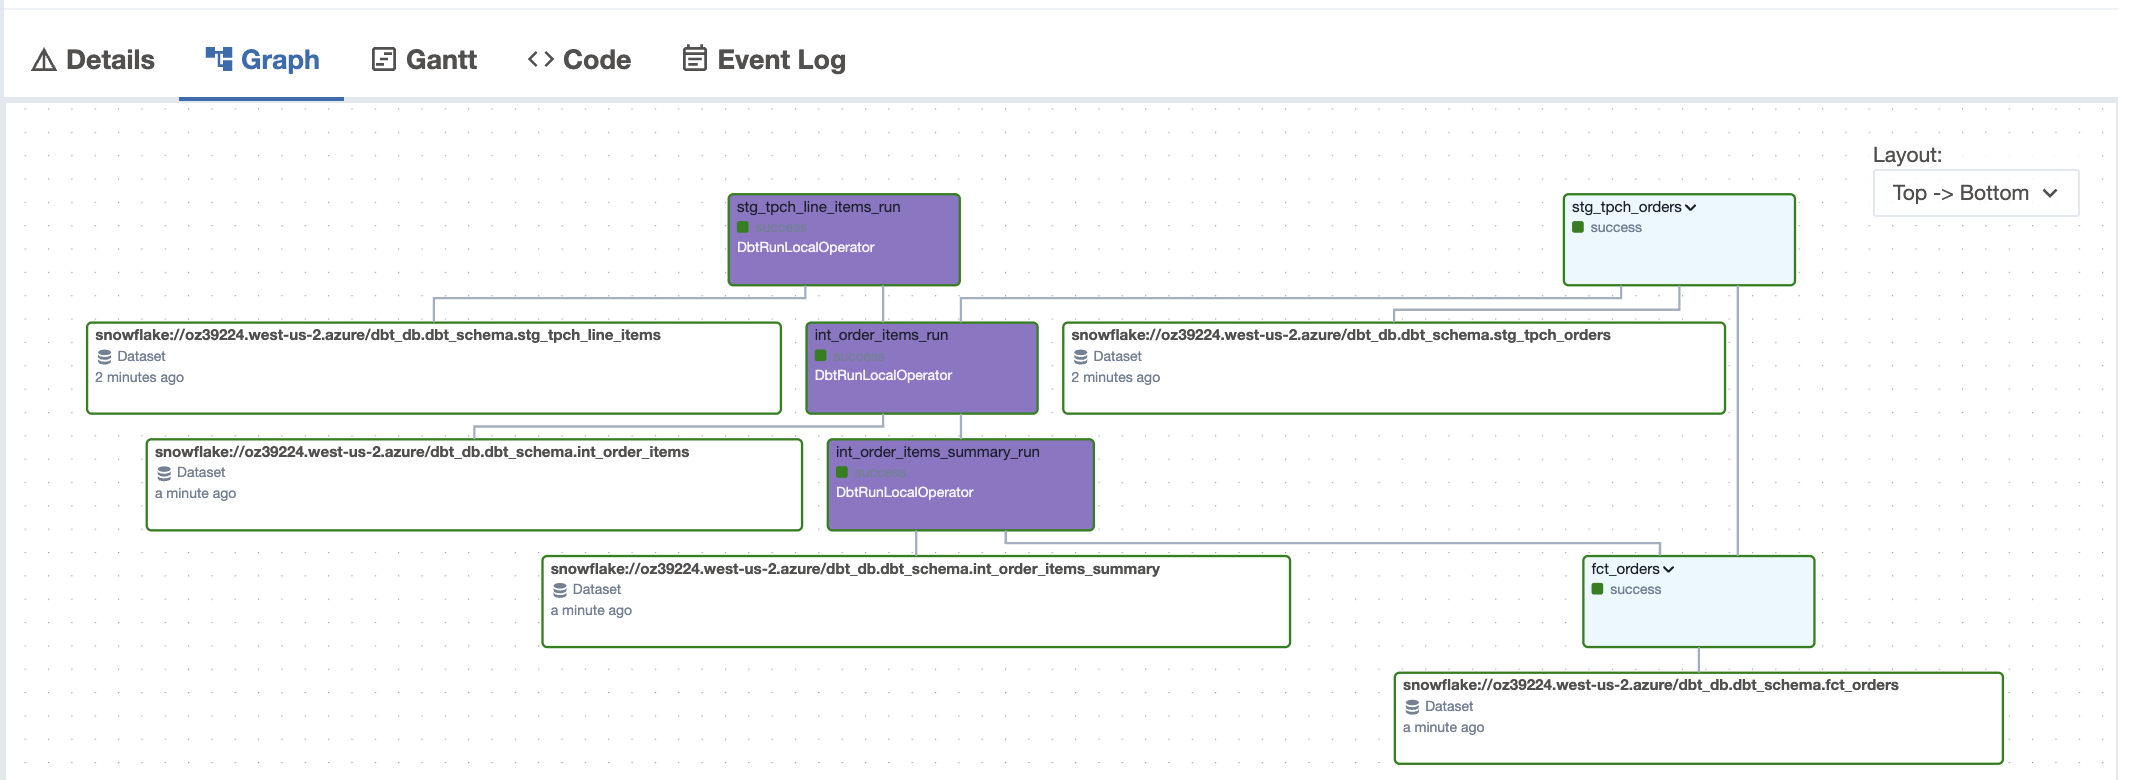 Details
Graph
Gantt
Code
Event Log
Layout:
Top -> Bottom
stg_tpch_line_items_run
success
DbtRunLocalOperator
stg_tpch_orders
success
snowflake://oz39224.west-us-2.azure/dbt_db.dbt_schema.stg_tpch_line_items
Dataset
2 minutes ago
int_order_items_run
success
DbtRunLocalOperator
snowflake://oz39224.west-us-2.azure/dbt_db.dbt_schema.stg_tpch_orders
Dataset
2 minutes ago
snowflake://oz39224.west-us-2.azure/dbt_db.dbt_schema.int_order_items
Dataset
a minute ago
int_order_items_summary_run
success
DbtRunLocalOperator
snowflake://oz39224.west-us-2.azure/dbt_db.dbt_schema.int_order_items_summary
Dataset
a minute ago
fct_orders
success
snowflake://oz39224.west-us-2.azure/dbt_db.dbt_schema.fct_orders
Dataset
a minute ago